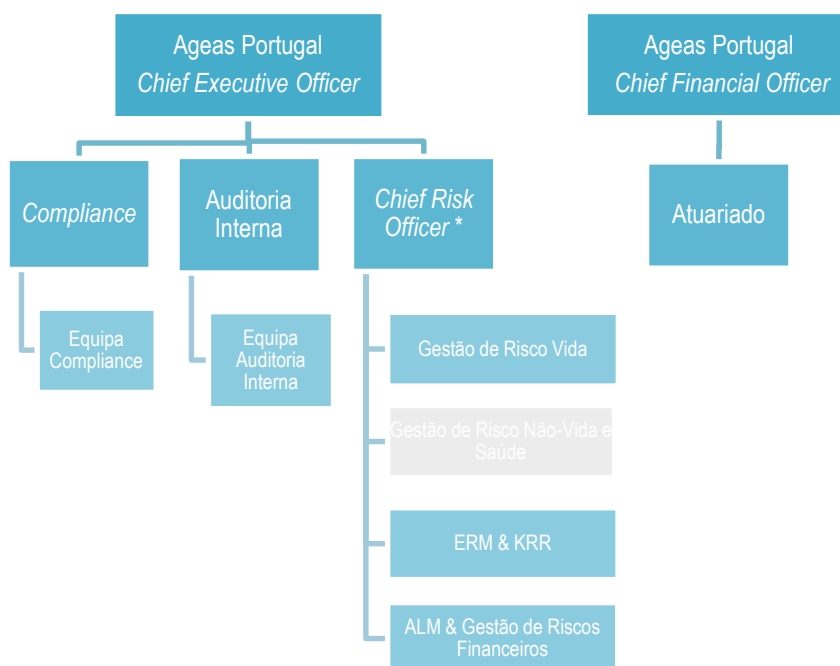 Ageas Portugal
Chief Executive Officer
Ageas Portugal
Chief Financial Officer
Compliance
Auditoria
Interna
Chief Risk
Officer *
Atuariado
Equipa
Compliance
Equipa
Auditoria
Interna
Gestão de Risco Vida
Gestão de Risco Não-Vida e
Saúde
ERM & KRR
ALM & Gestão de Riscos
Financeiros